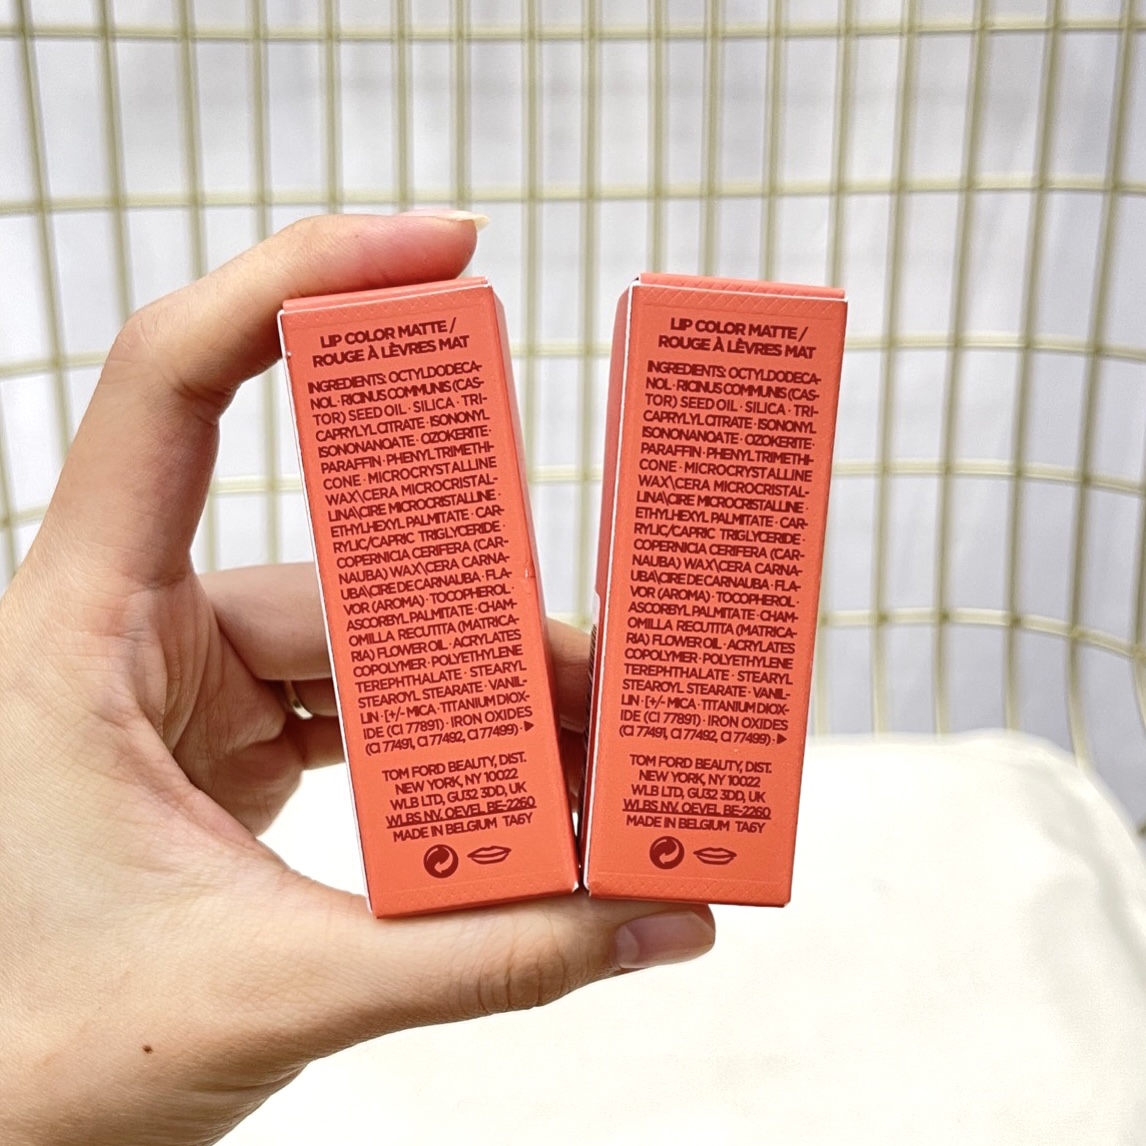 LIP COLOR MATTE /
ROUGE À LÈVRES MAT
INGREDIENTS: OCTYLDODECA-
NOL · RICINUS COMMUNIS (CAS-
TOR) SEED OIL · SILICA · TRI-
CAPRYLYL CITRATE · ISONONYL
ISONONANOATE · OZOKERITE ·
PARAFFIN · PHENYL TRIMETHI-
CONE · MICROCRYSTALLINE
WAX\CERA MICROCRISTAL-
LINA\CIRE MICROCRISTALLINE ·
ETHYLHEXYL PALMITATE · CAP-
RYLIC/CAPRIC TRIGLYCERIDE ·
COPERNICIA CERIFERA (CAR-
NAUBA) WAX\CERA CARNA-
UBA\CIRE DE CARNAUBA · FLA-
VOR (AROMA) · TOCOPHEROL ·
ASCORBYL PALMITATE · CHAM-
OMILLA RECUTITA (MATRICA-
RIA) FLOWER OIL · ACRYLATES
COPOLYMER · POLYETHYLENE
TEREPHTHALATE · STEARYL
STEAROYL STEARATE · VANIL-
LIN · [+/- MICA · TITANIUM DIOX-
IDE (CI 77891) · IRON OXIDES
(CI 77491, CI 77492, CI 77499) · ▶
TOM FORD BEAUTY, DIST.
NEW YORK, NY 10022
WLB LTD, GU32 3DD, UK
WLBS NV, OEVEL BE-2260
MADE IN BELGIUM TA6Y
LIP COLOR MATTE /
ROUGE À LÈVRES MAT
INGREDIENTS: OCTYLDODECA-
NOL · RICINUS COMMUNIS (CAS-
TOR) SEED OIL · SILICA · TRI-
CAPRYLYL CITRATE · ISONONYL
ISONONANOATE · OZOKERITE ·
PARAFFIN · PHENYL TRIMETHI-
CONE · MICROCRYSTALLINE
WAX\CERA MICROCRISTAL-
LINA\CIRE MICROCRISTALLINE ·
ETHYLHEXYL PALMITATE · CAP-
RYLIC/CAPRIC TRIGLYCERIDE ·
COPERNICIA CERIFERA (CAR-
NAUBA) WAX\CERA CARNA-
UBA\CIRE DE CARNAUBA · FLA-
VOR (AROMA) · TOCOPHEROL ·
ASCORBYL PALMITATE · CHAM-
OMILLA RECUTITA (MATRICA-
RIA) FLOWER OIL · ACRYLATES
COPOLYMER · POLYETHYLENE
TEREPHTHALATE · STEARYL
STEAROYL STEARATE · VANIL-
LIN · [+/- MICA · TITANIUM DIOX-
IDE (CI 77891) · IRON OXIDES
(CI 77491, CI 77492, CI 77499) · ▶
TOM FORD BEAUTY, DIST.
NEW YORK, NY 10022
WLB LTD, GU32 3DD, UK
WLBS NV, OEVEL BE-2260
MADE IN BELGIUM TA6Y